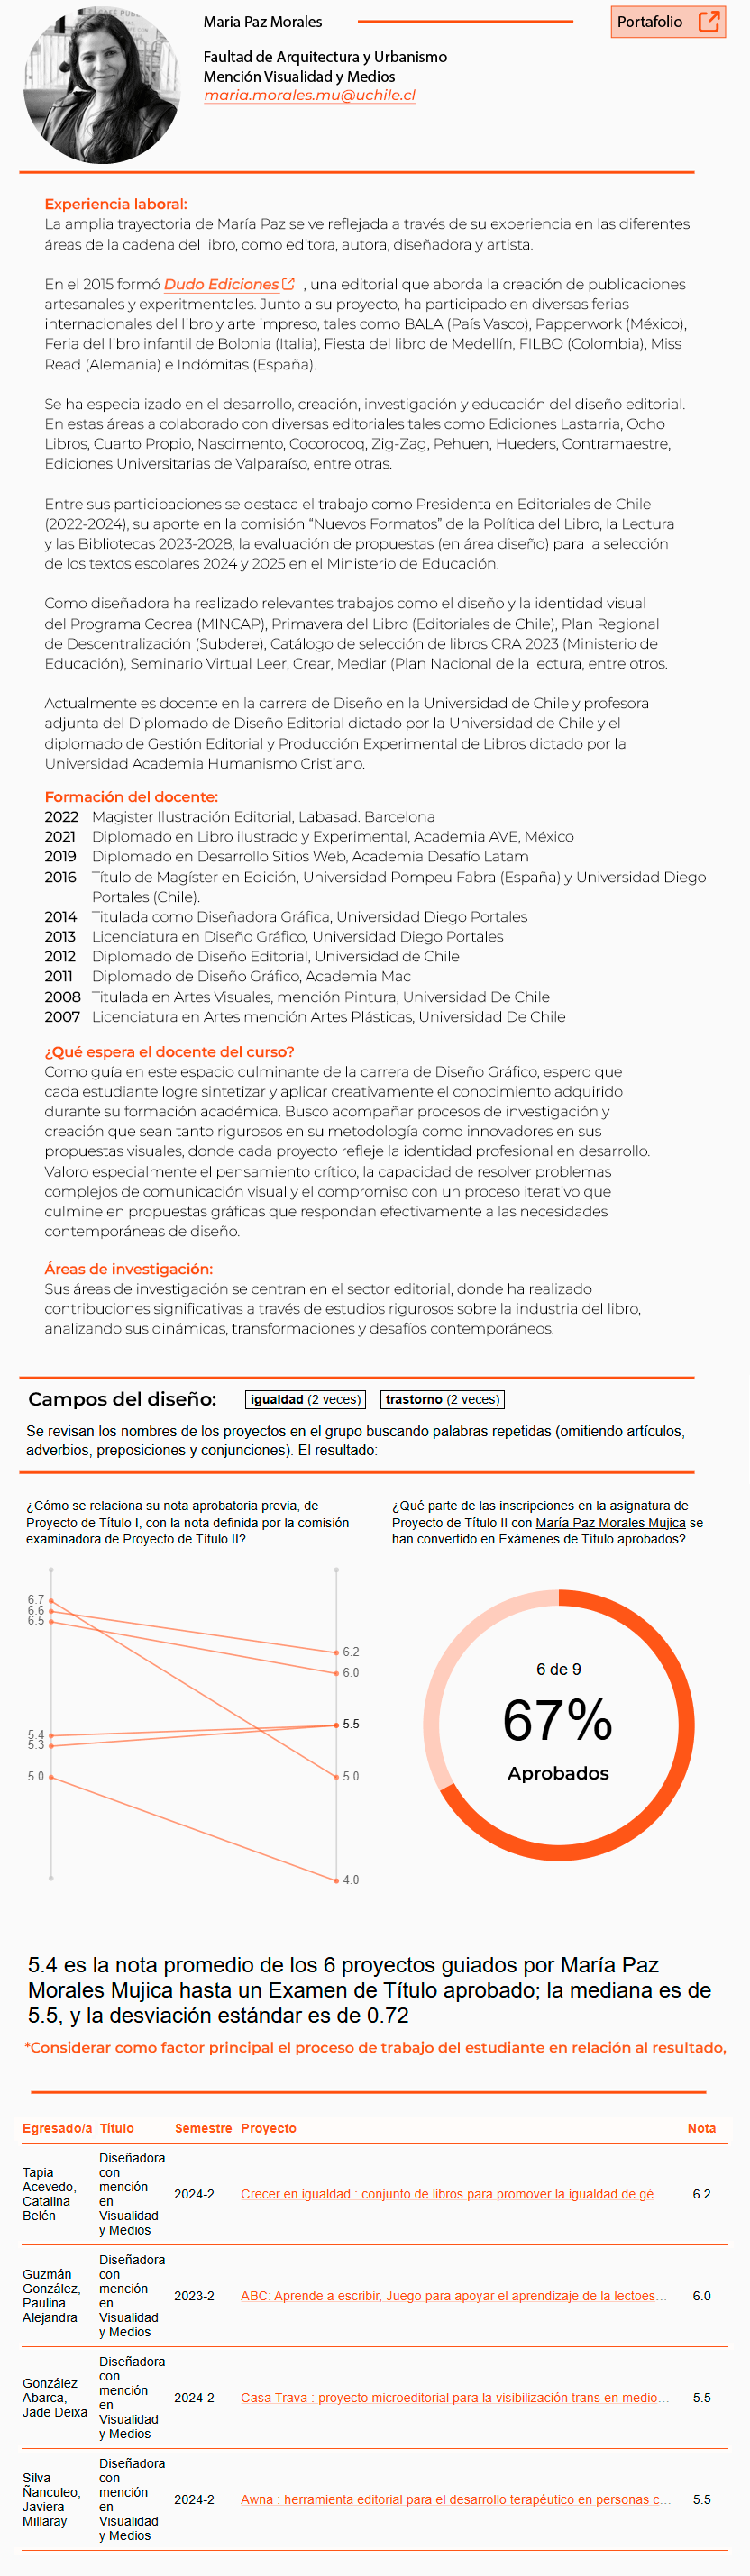 Maria Paz Morales
Portafolio
Faultad de Arquitectura y Urbanismo
Mención Visualidad y Medios
maria.morales.mu@uchile.cl
Experiencia laboral:
La amplia trayectoria de María Paz se ve reflejada a través de su experiencia en las diferentes
áreas de la cadena del libro, como editora, autora, diseñadora y artista.
En el 2015 formó Dudo Ediciones , una editorial que aborda la creación de publicaciones
artesanales y experitmentales. Junto a su proyecto, ha participado en diversas ferias
internacionales del libro y arte impreso, tales como BALA (País Vasco), Papperwork (México),
Feria del libro infantil de Bolonia (Italia), Fiesta del libro de Medellín, FILBO (Colombia), Miss
Read (Alemania) e Indómitas (España).
Se ha especializado en el desarrollo, creación, investigación y educación del diseño editorial.
En estas áreas a colaborado con diversas editoriales tales como Ediciones Lastarria, Ocho
Libros, Cuarto Propio, Nascimento, Cocorocoq, Zig-Zag, Pehuen, Hueders, Contramaestre,
Ediciones Universitarias de Valparaíso, entre otras.
Entre sus participaciones se destaca el trabajo como Presidenta en Editoriales de Chile
(2022-2024), su aporte en la comisión “Nuevos Formatos” de la Política del Libro, la Lectura
y las Bibliotecas 2023-2028, la evaluación de propuestas (en área diseño) para la selección
de los textos escolares 2024 y 2025 en el Ministerio de Educación.
Como diseñadora ha realizado relevantes trabajos como el diseño y la identidad visual
del Programa Cecrea (MINCAP), Primavera del Libro (Editoriales de Chile), Plan Regional
de Descentralización (Subdere), Catálogo de selección de libros CRA 2023 (Ministerio de
Educación), Seminario Virtual Leer, Crear, Mediar (Plan Nacional de la lectura, entre otros.
Actualmente es docente en la carrera de Diseño en la Universidad de Chile y profesora
adjunta del Diplomado de Diseño Editorial dictado por la Universidad de Chile y el
diplomado de Gestión Editorial y Producción Experimental de Libros dictado por la
Universidad Academia Humanismo Cristiano.
Formación del docente:
2022 Magister Ilustración Editorial, Labasad. Barcelona
2021 Diplomado en Libro ilustrado y Experimental, Academia AVE, México
2019 Diplomado en Desarrollo Sitios Web, Academia Desafío Latam
2016 Título de Magíster en Edición, Universidad Pompeu Fabra (España) y Universidad Diego
Portales (Chile).
2014 Titulada como Diseñadora Gráfica, Universidad Diego Portales
2013 Licenciatura en Diseño Gráfico, Universidad Diego Portales
2012 Diplomado de Diseño Editorial, Universidad de Chile
2011 Diplomado de Diseño Gráfico, Academia Mac
2008 Titulada en Artes Visuales, mención Pintura, Universidad De Chile
2007 Licenciatura en Artes mención Artes Plásticas, Universidad De Chile
¿Qué espera el docente del curso?
Como guía en este espacio culminante de la carrera de Diseño Gráfico, espero que
cada estudiante logre sintetizar y aplicar creativamente el conocimiento adquirido
durante su formación académica. Busco acompañar procesos de investigación y
creación que sean tanto rigurosos en su metodología como innovadores en sus
propuestas visuales, donde cada proyecto refleje la identidad profesional en desarrollo.
Valoro especialmente el pensamiento crítico, la capacidad de resolver problemas
complejos de comunicación visual y el compromiso con un proceso iterativo que
culmine en propuestas gráficas que respondan efectivamente a las necesidades
contemporáneas de diseño.
Áreas de investigación:
Sus áreas de investigación se centran en el sector editorial, donde ha realizado
contribuciones significativas a través de estudios rigurosos sobre la industria del libro,
analizando sus dinámicas, transformaciones y desafíos contemporáneos.
Campos del diseño: igualdad (2 veces) trastorno (2 veces)
Se revisan los nombres de los proyectos en el grupo buscando palabras repetidas (omitiendo artículos,
adverbios, preposiciones y conjunciones). El resultado:
¿Cómo se relaciona su nota aprobatoria previa, de
Proyecto de Título I, con la nota definida por la comisión
examinadora de Proyecto de Título II?
6.7
6.6
6.5
5.4
5.3
5.0
6.2
6.0
5.5
5.0
4.0
¿Qué parte de las inscripciones en la asignatura de
Proyecto de Título II con María Paz Morales Mujica se
han convertido en Exámenes de Título aprobados?
6 de 9
67%
Aprobados
5.4 es la nota promedio de los 6 proyectos guiados por María Paz
Morales Mujica hasta un Examen de Título aprobado; la mediana es de
5.5, y la desviación estándar es de 0.72
*Considerar como factor principal el proceso de trabajo del estudiante en relación al resultado,
Egresado/a Título Semestre Proyecto Nota
Tapia
Acevedo,
Catalina
Belén
Diseñadora
con
mención
en
Visualidad
y Medios
2024-2
Crecer en igualdad : conjunto de libros para promover la igualdad de gé...
6.2
Guzmán
González,
Paulina
Alejandra
Diseñadora
con
mención
en
Visualidad
y Medios
2023-2
ABC: Aprende a escribir, Juego para apoyar el aprendizaje de la lectoes...
6.0
González
Abarca,
Jade Deixa
Diseñadora
con
mención
en
Visualidad
y Medios
2024-2
Casa Trava : proyecto microeditorial para la visibilización trans en medio...
5.5
Silva
Ñanculeo,
Javiera
Millaray
Diseñadora
con
mención
en
Visualidad
y Medios
2024-2
Awna : herramienta editorial para el desarrollo terapéutico en personas c...
5.5